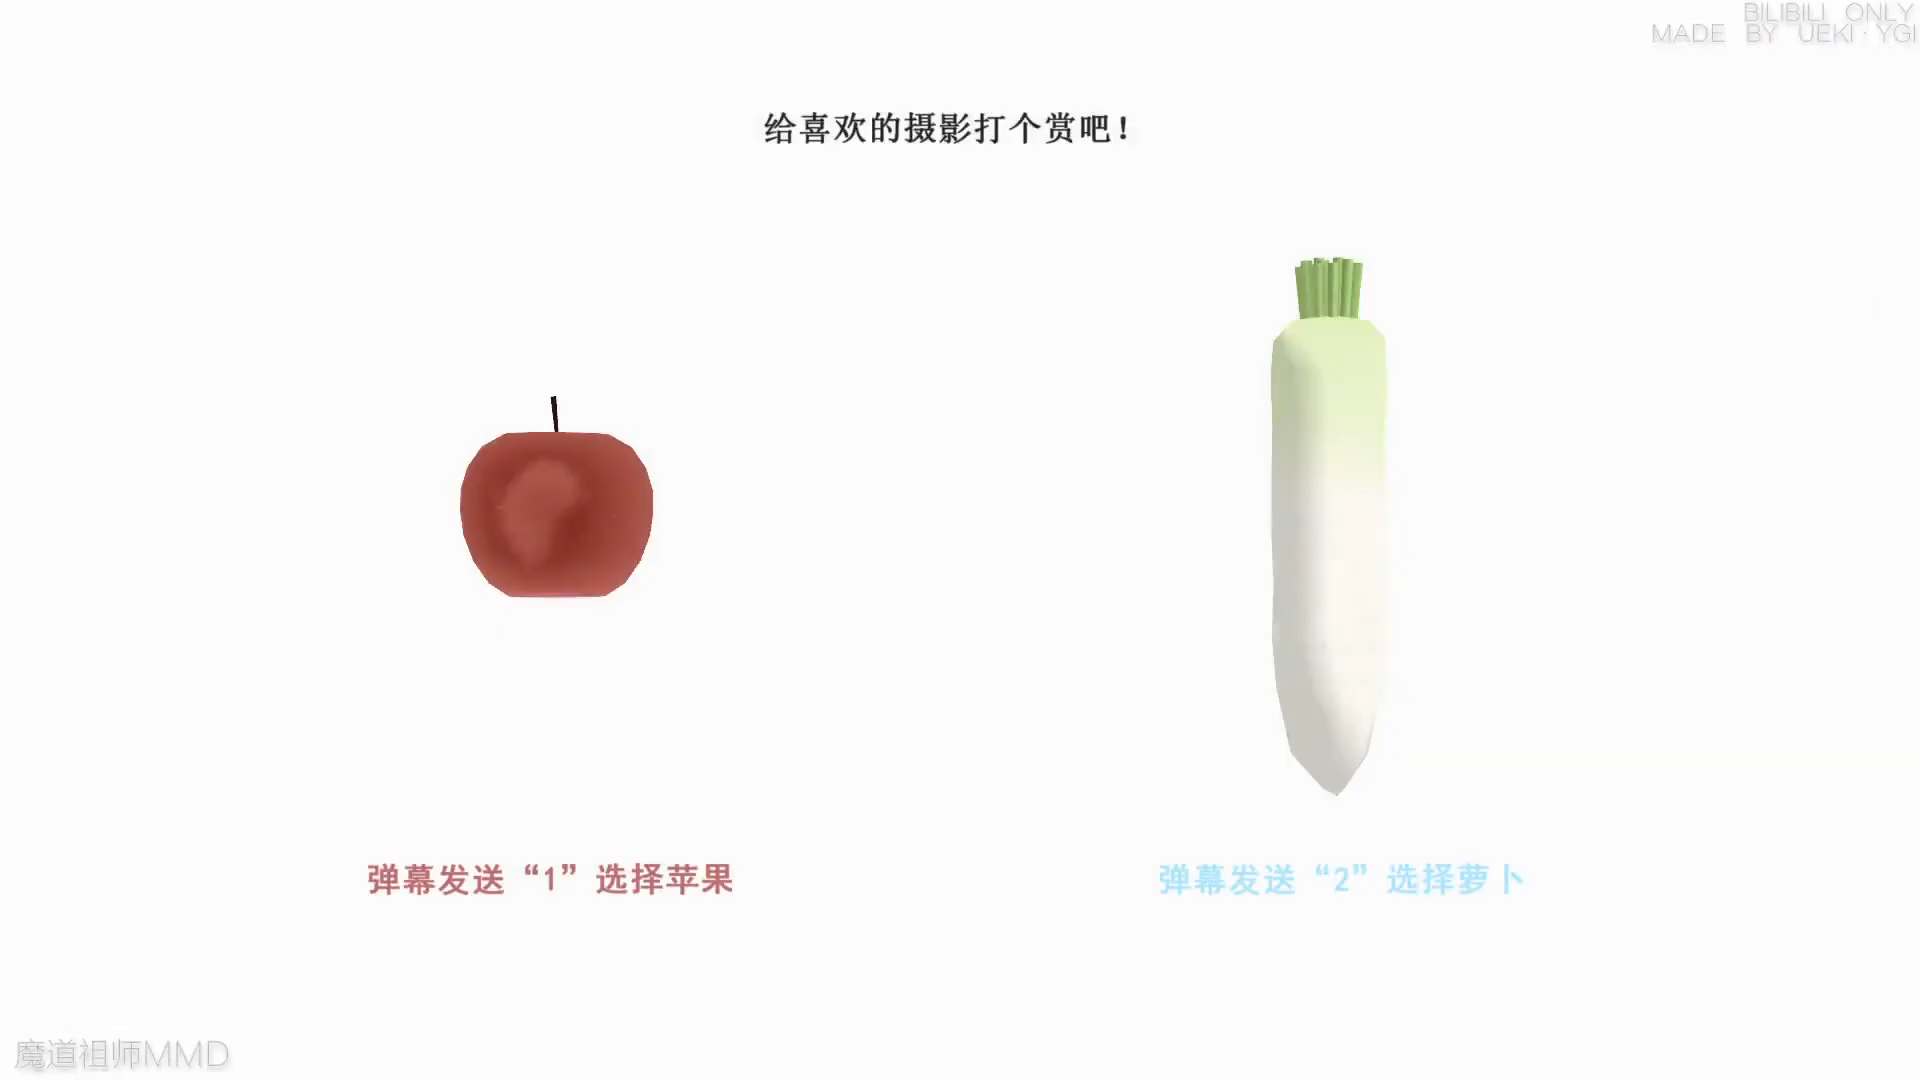 BILIBILI ONLY
MADE BY UEKI·YGI
给喜欢的摄影打个赏吧！
弹幕发送“1”选择苹果
弹幕发送“2”选择萝卜
魔道祖师MMD